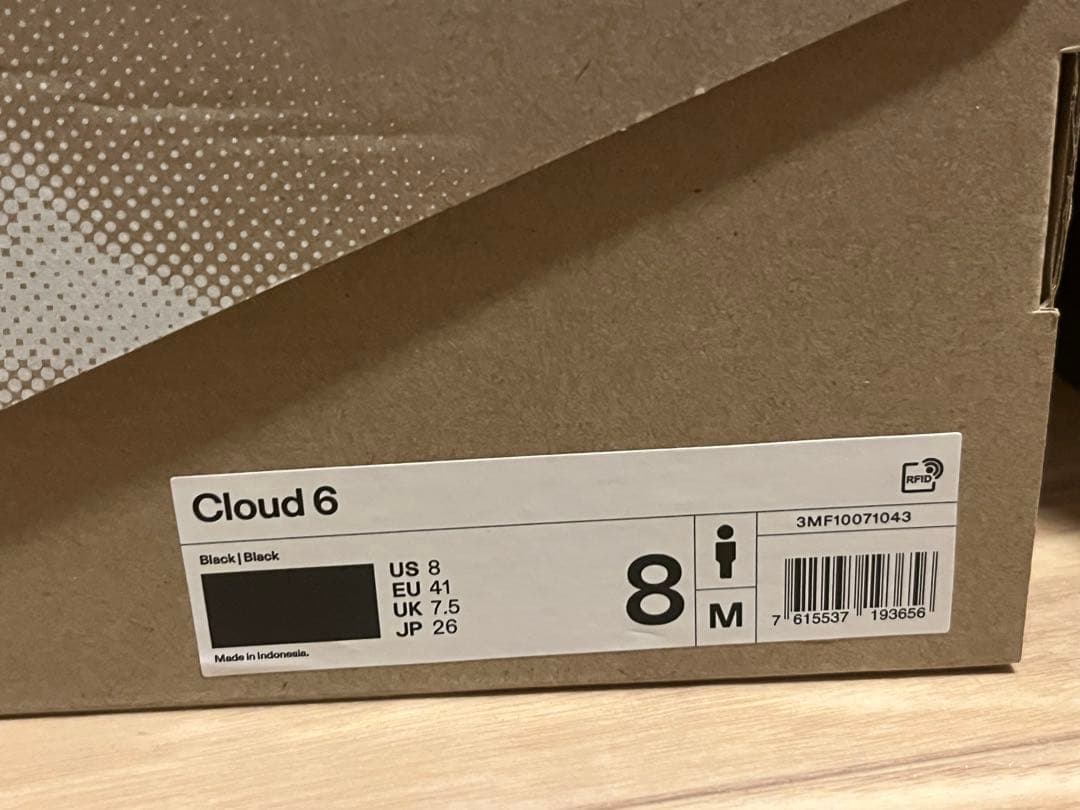 Cloud 6
RFID
3MF10071043
Black | Black
US 8
EU 41
UK 7.5
JP 26
8
M
7 615537 193656
Made in Indonesia.